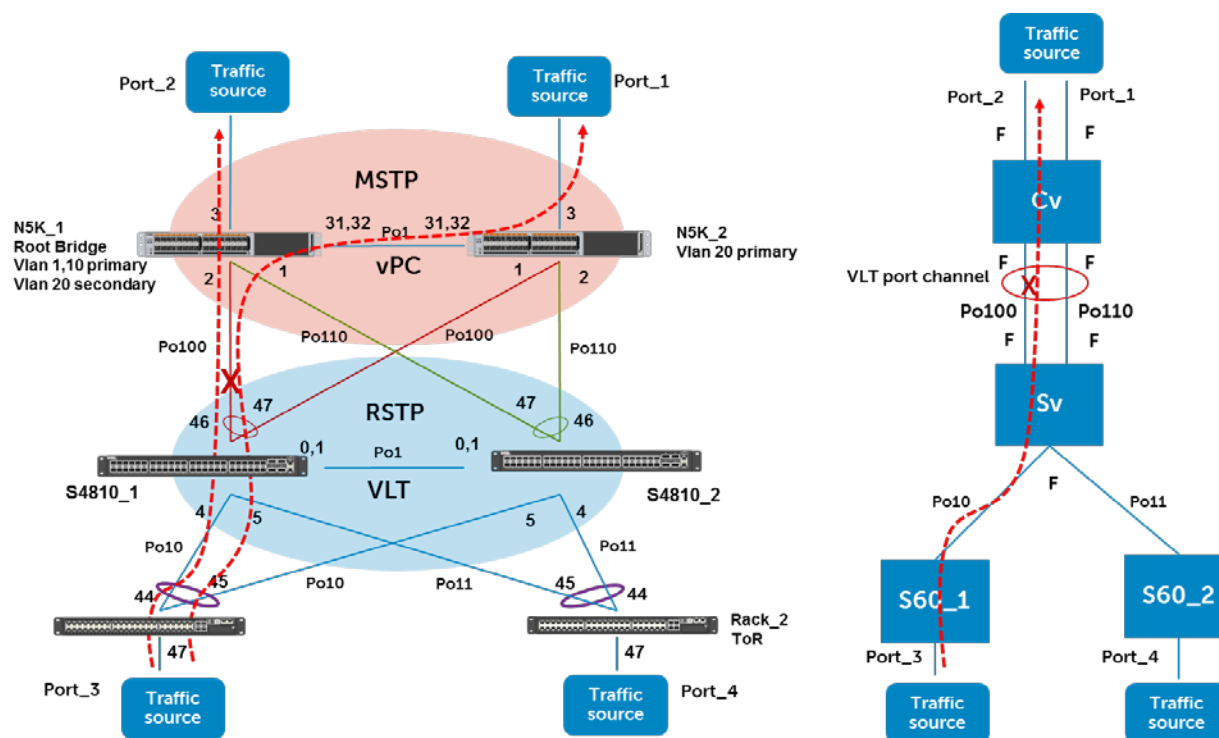 Traffic
source
Port_2
Traffic
source
Port_1
MSTP
3
31,32
Po1
31,32
3
vPC
N5K_1
Root Bridge
Vlan 1,10 primary
Vlan 20 secondary
N5K_2
Vlan 20 primary
2
1
1
2
Po100
Po110
Po100
Po110
X
46
47
RSTP
47
46
0,1
Po1
0,1
S4810_1
VLT
S4810_2
4
5
5
4
Po10
Po10
Po11
Po11
44
45
45
44
Rack_2
ToR
47
47
Port_3
Traffic
source
Traffic
source
Port_4
Traffic
source
Port_2
Port_1
F
F
Cv
VLT port channel
F
F
X
Po100
Po110
F
F
Sv
F
Po10
Po11
S60_1
S60_2
Port_3
Port_4
Traffic
source
Traffic
source